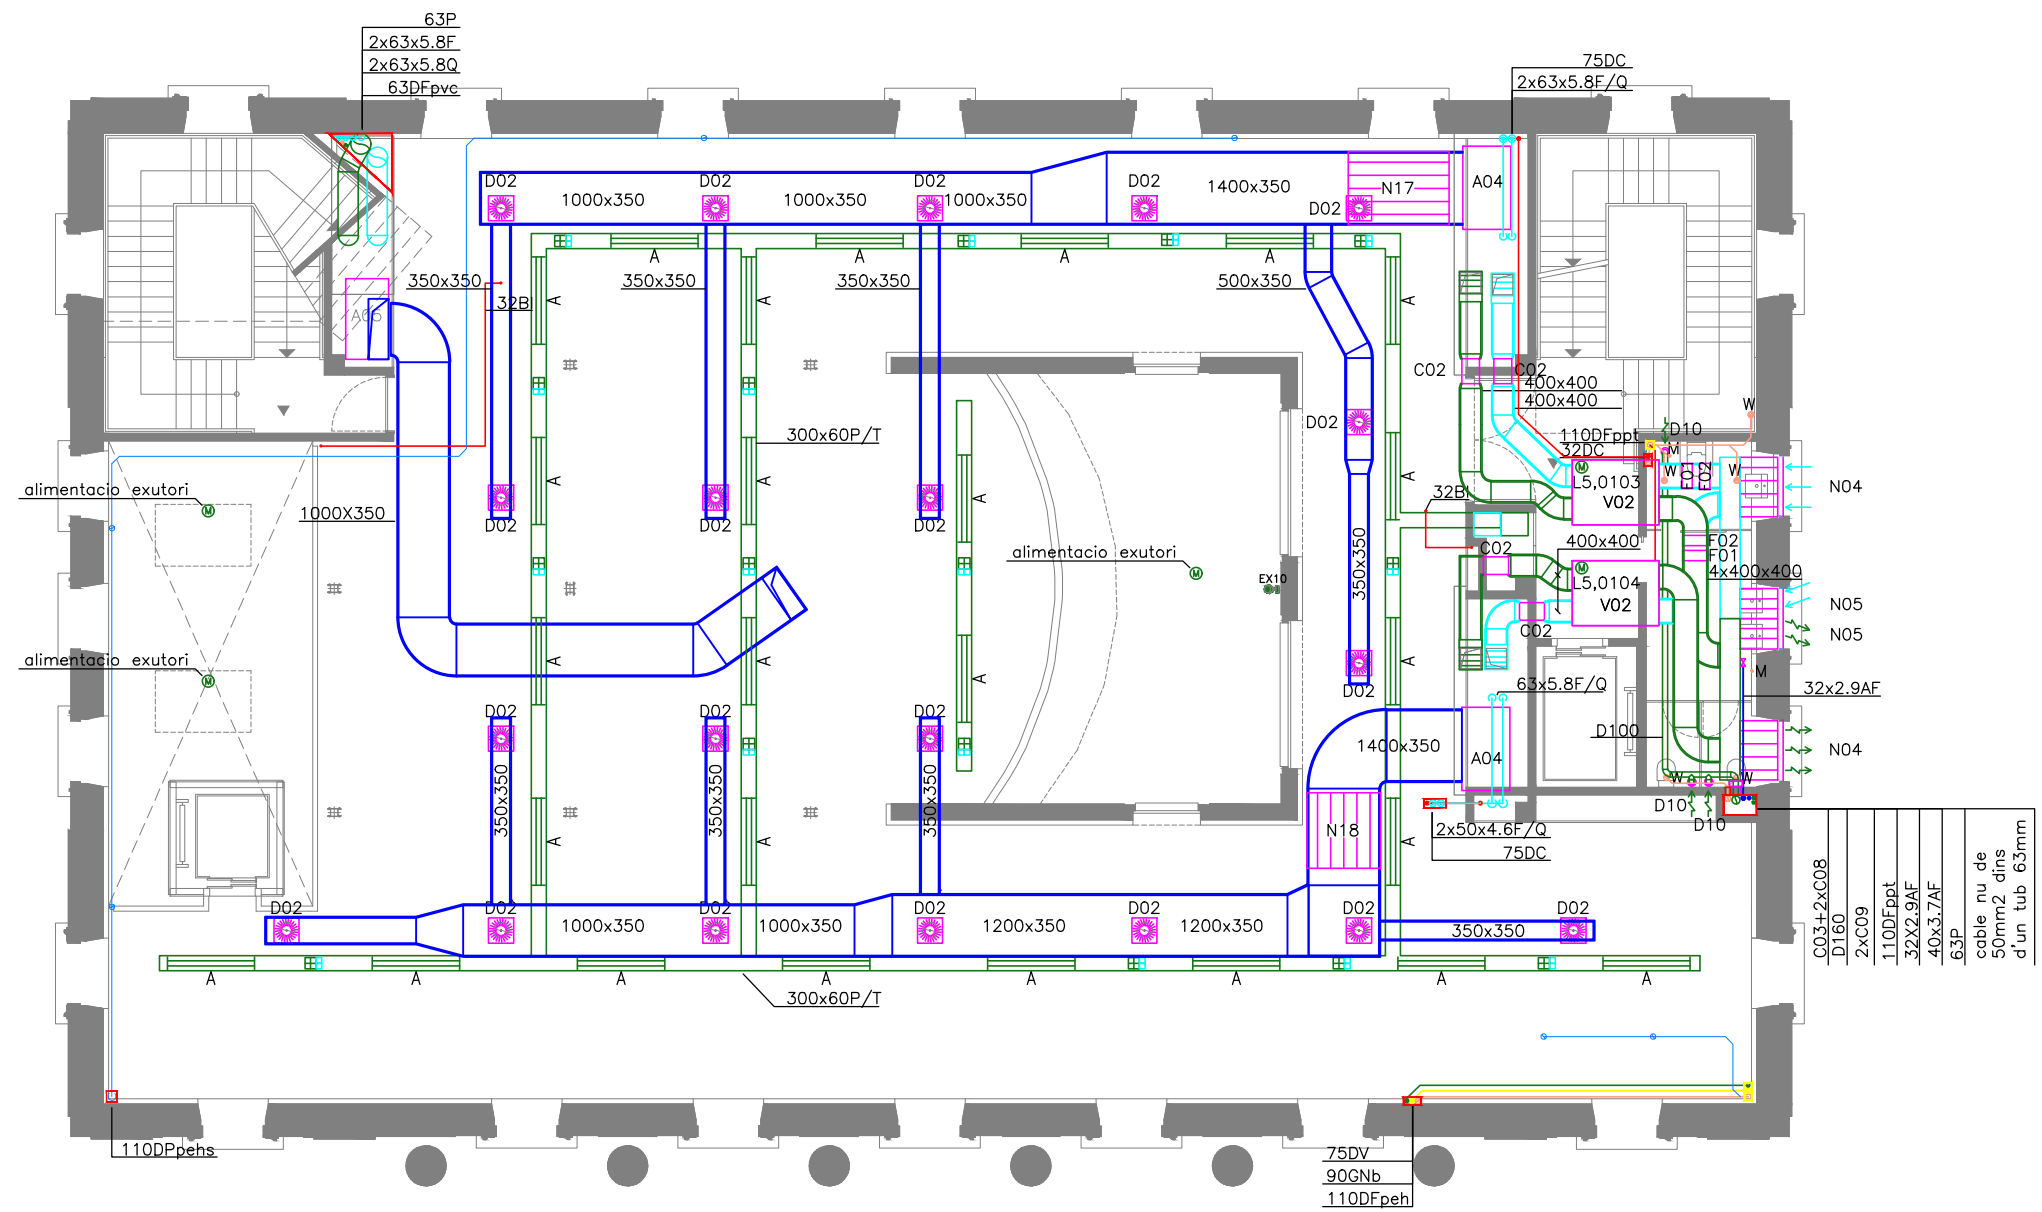 63P
2x63x5.8F
2x63x5.8Q
63DFpvc
75DC
2x63x5.8F/Q
D02
D02
D02
D02
1000x350
1000x350
1000x350
1400x350
N17
A04
D02
A
A
A
A
350x350
350x350
350x350
500x350
32BI
A
A
A
A05
C02
C02
400x400
400x400
D02
W
D10
110DFppt
32DC
M
300x60P/T
W
F01
F02
W
A
A
A
A
L5,0103
V02
N04
alimentacio exutori
1000X350
D02
D02
D02
32BI
alimentacio exutori
EX10
350x350
C02
400x400
F02
F01
4x400x400
L5,0104
V02
N05
N05
C02
alimentacio exutori
A
A
A
A
D02
63x5.8F/Q
M
32x2.9AF
D02
D02
D02
1400x350
A04
D100
N04
350x350
350x350
350x350
W
W
D10
D10
A
A
A
N18
2x50x4.6F/Q
75DC
D02
D02
D02
D02
D02
D02
D02
1000x350
1000x350
1200x350
1200x350
350x350
C03+2xC08
D160
2xC09
110DFppt
32X2.9AF
40x3.7AF
63P
cable nu de
50mm2 dins
d'un tub 63mm
A
A
A
A
A
A
A
A
300x60P/T
110DPpehs
75DV
90GNb
110DFpeh